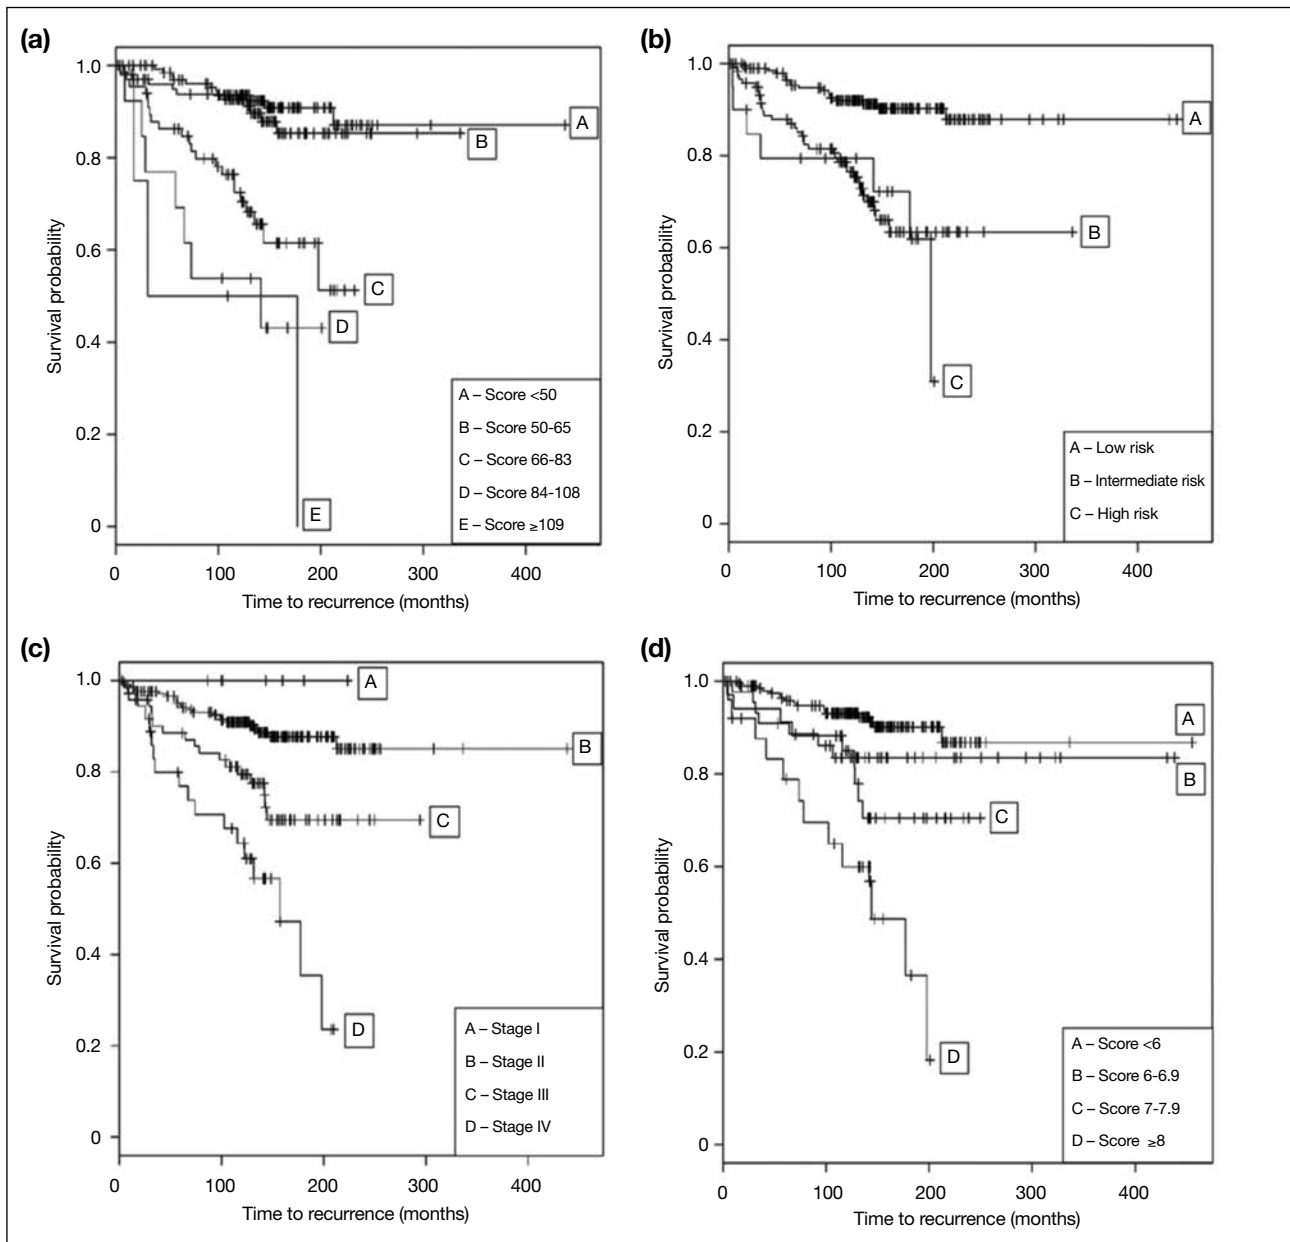 (a)
Survival probability
1.0
0.8
0.6
0.4
0.2
0
0 100 200 300 400
Time to recurrence (months)
A
B
C
D
E
A – Score <50
B – Score 50-65
C – Score 66-83
D – Score 84-108
E – Score ≥109
(b)
Survival probability
1.0
0.8
0.6
0.4
0.2
0
0 100 200 300 400
Time to recurrence (months)
A
B
C
A – Low risk
B – Intermediate risk
C – High risk
(c)
Survival probability
1.0
0.8
0.6
0.4
0.2
0
0 100 200 300 400
Time to recurrence (months)
A
B
C
D
A – Stage I
B – Stage II
C – Stage III
D – Stage IV
(d)
Survival probability
1.0
0.8
0.6
0.4
0.2
0
0 100 200 300 400
Time to recurrence (months)
A
B
C
D
A – Score <6
B – Score 6-6.9
C – Score 7-7.9
D – Score ≥8